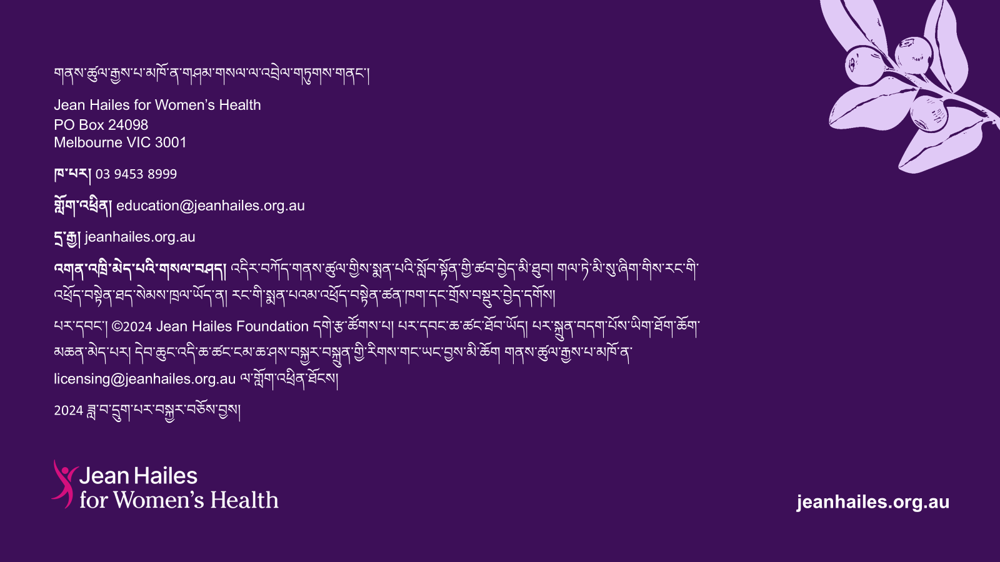 གནས་ཚུལ་རྒྱས་པ་མཁོ་ན་གཤམ་གསལ་ལ་འབྲེལ་གཏུགས་གནང་།
Jean Hailes for Women’s Health
PO Box 24098
Melbourne VIC 3001
ཁ་པར། 03 9453 8999
གློག་འཕྲིན། education@jeanhailes.org.au
དྲ་རྒྱ། jeanhailes.org.au
འགན་འཁྲི་མེད་པའི་གསལ་བཤད། འདིར་བཀོད་གནས་ཚུལ་གྱིས་སྨན་པའི་སློབ་སྟོན་གྱི་ཚབ་བྱེད་མི་ཐུབ། གལ་ཏེ་མི་སུ་ཞིག་གིས་རང་གི་
འཕྲོད་བསྟེན་ཐད་སེམས་ཁྲལ་ཡོད་ན། རང་གི་སྨན་པའམ་འཕྲོད་བསྟེན་ཚན་ཁག་དང་གྲོས་བསྡུར་བྱེད་དགོས།
པར་དབང་། ©2024 Jean Hailes Foundation དགེ་རྩ་ཚོགས་པ། པར་དབང་ཆ་ཚང་ཐོབ་ཡོད། པར་སྐྲུན་བདག་པོས་ཡིག་ཐོག་ཆོག་
མཆན་མེད་པར། དེབ་ཆུང་འདི་ཆ་ཚང་ངམ་ཆ་ཤས་བསྐྱར་བསྐྲུན་གྱི་རིགས་གང་ཡང་བྱས་མི་ཆོག གནས་ཚུལ་རྒྱས་པ་མཁོ་ན་
licensing@jeanhailes.org.au ལ་གློག་འཕྲིན་ཐོངས།
2024 ཟླ་བ་དྲུག་པར་བསྐྱར་བཅོས་བྱས།
Jean Hailes
for Women’s Health
jeanhailes.org.au